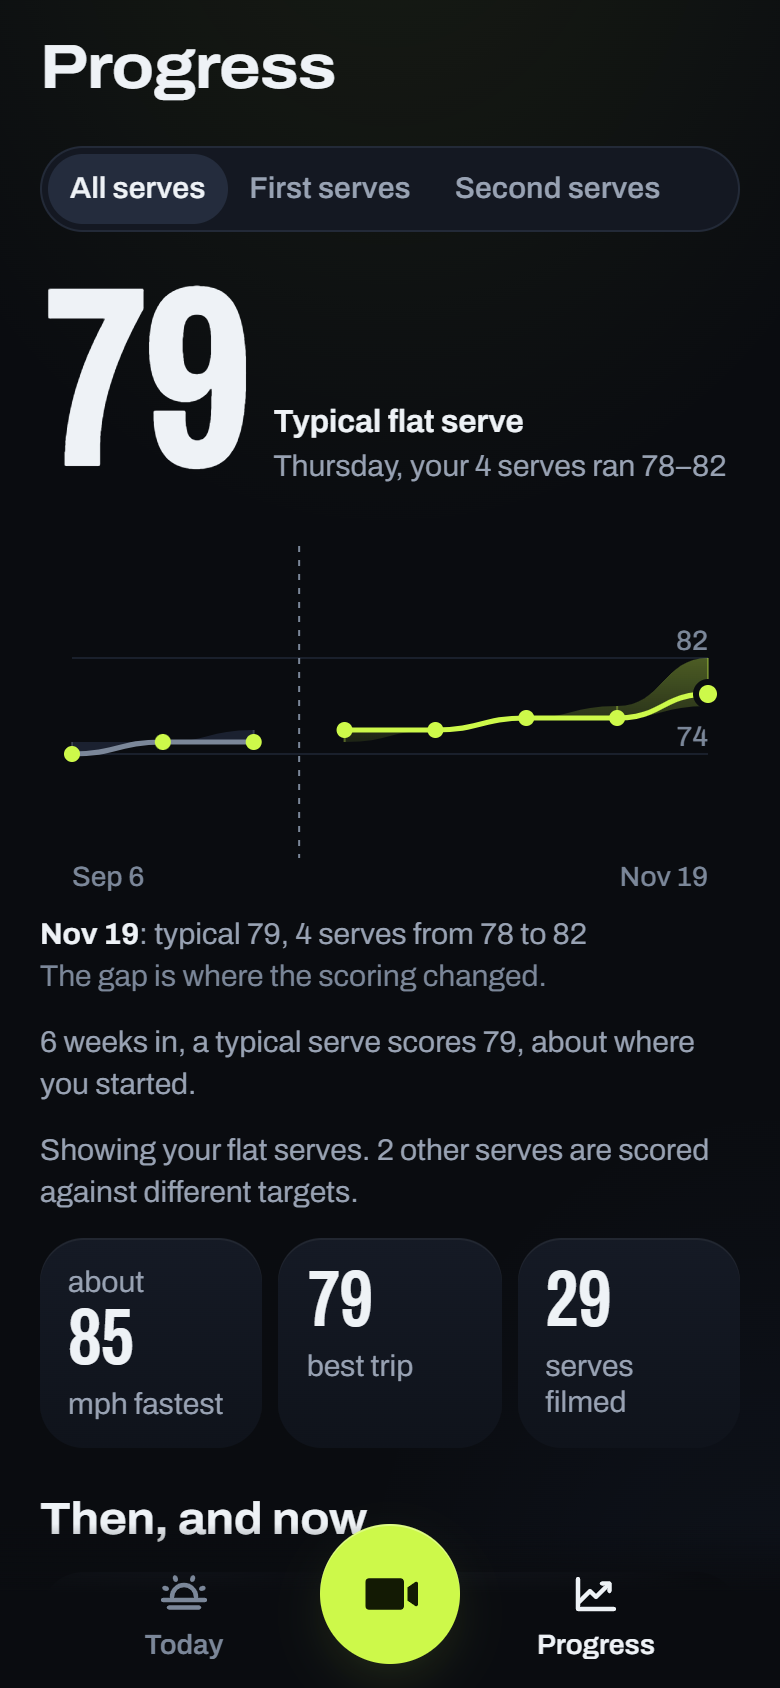 Progress
All serves
First serves
Second serves
79
Typical flat serve
Thursday, your 4 serves ran 78–82
82
74
Sep 6
Nov 19
Nov 19: typical 79, 4 serves from 78 to 82
The gap is where the scoring changed.
6 weeks in, a typical serve scores 79, about where
you started.
Showing your flat serves. 2 other serves are scored
against different targets.
about
85
mph fastest
79
best trip
29
serves
filmed
Then, and now
Today
Progress